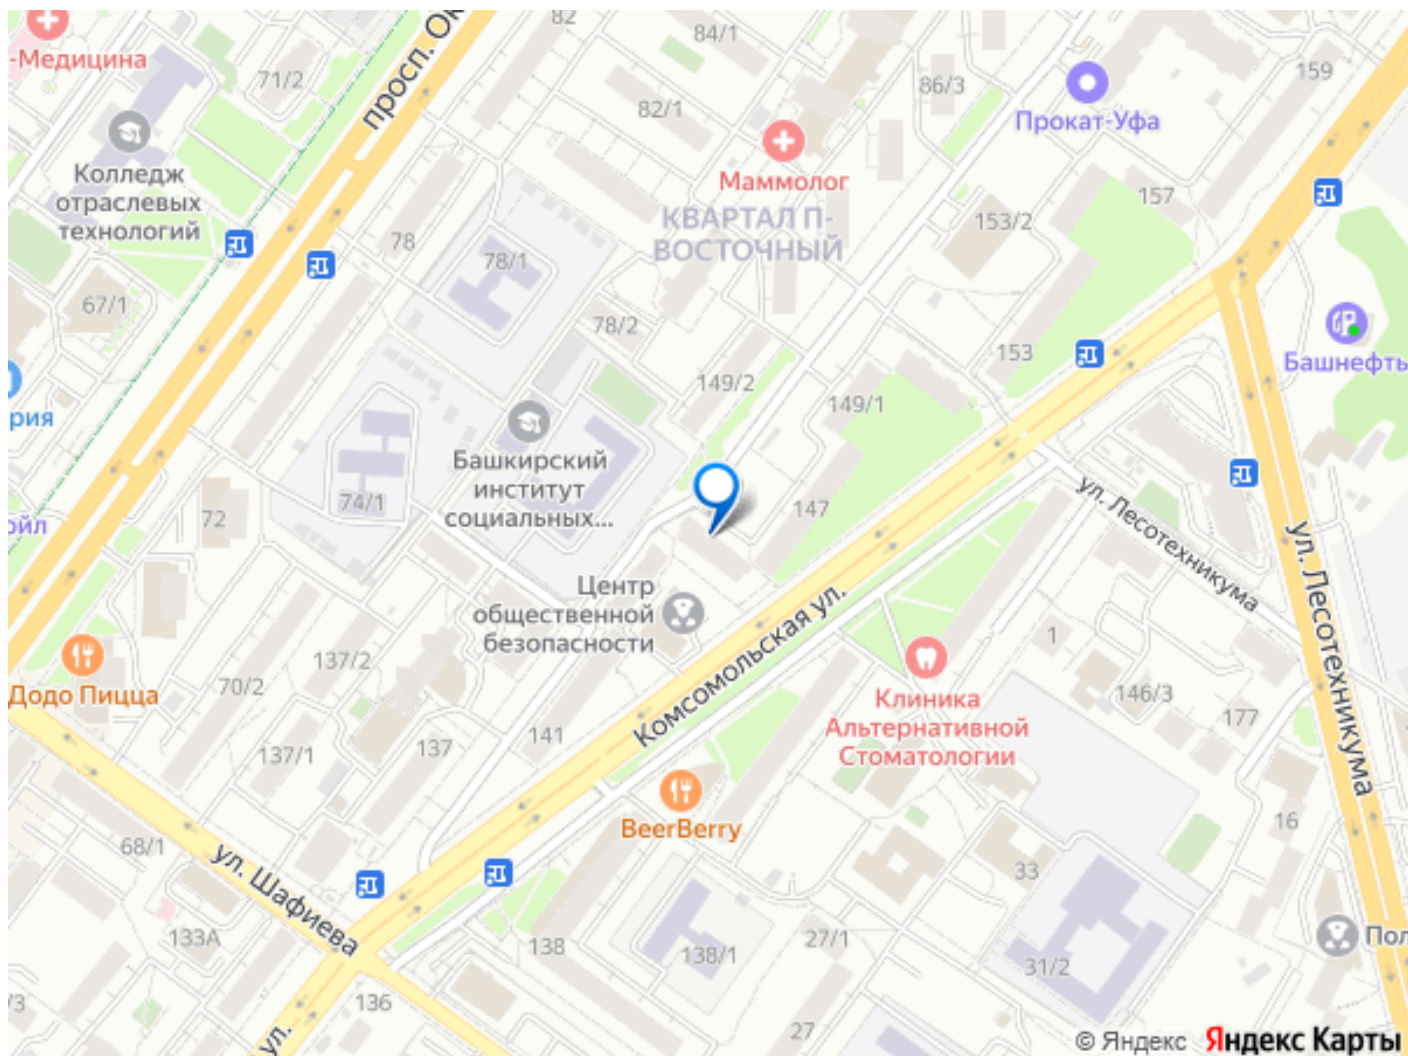 82
84/1
просп. Ок
-Медицина
71/2
86/3
159
82/1
Прокат-Уфа
Колледж
отраслевых
технологий
Маммолог
157
КВАРТАЛ П-
ВОСТОЧНЫЙ
153/2
78
78/1
67/1
78/2
153
Башнефть
149/2
149/1
рия
Башкирский
институт
социальных...
74/1
72
ойл
147
ул. Лесотехникума
ул. Лесотехникума
Центр
общественной
безопасности
Комсомольская ул.
1
137/2
70/2
Додо Пицца
146/3
177
Клиника
Альтернативной
Стоматологии
141
137
137/1
BeerBerry
68/1
16
ул. Шафиева
33
133А
138
138/1
27/1
31/2
Пол
/3
136
27
ул.
© Яндекс Яндекс Карты